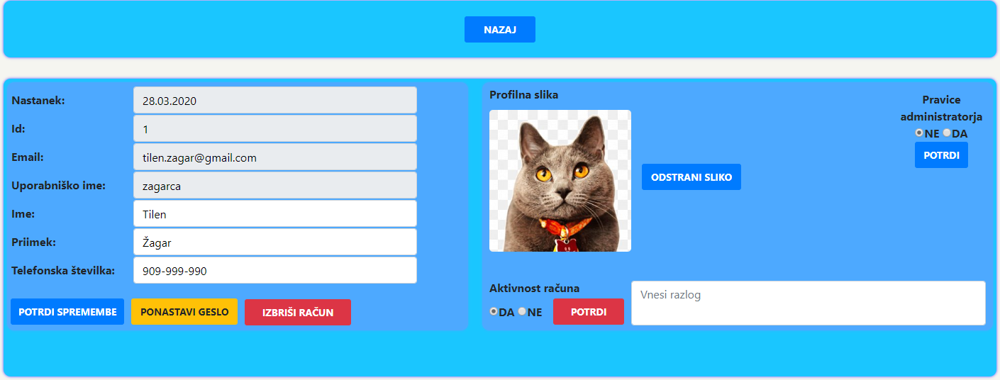 NAZAJ
Nastanek: 28.03.2020
Id: 1
Email: tilen.zagar@gmail.com
Uporabniško ime: zagarca
Ime: Tilen
Priimek: Žagar
Telefonska številka: 909-999-990
POTRDI SPREMEMBE PONASTAVI GESLO IZBRIŠI RAČUN
Profilna slika
ODSTRANI SLIKO
Pravice
administratorja
NE DA
POTRDI
Aktivnost računa
DA NE POTRDI
Vnesi razlog